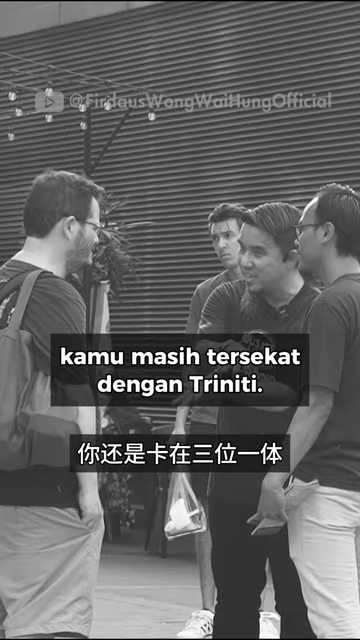 @FirdausWongWaiHungOfficial
kamu masih tersekat
dengan Triniti.
你还是卡在三位一体